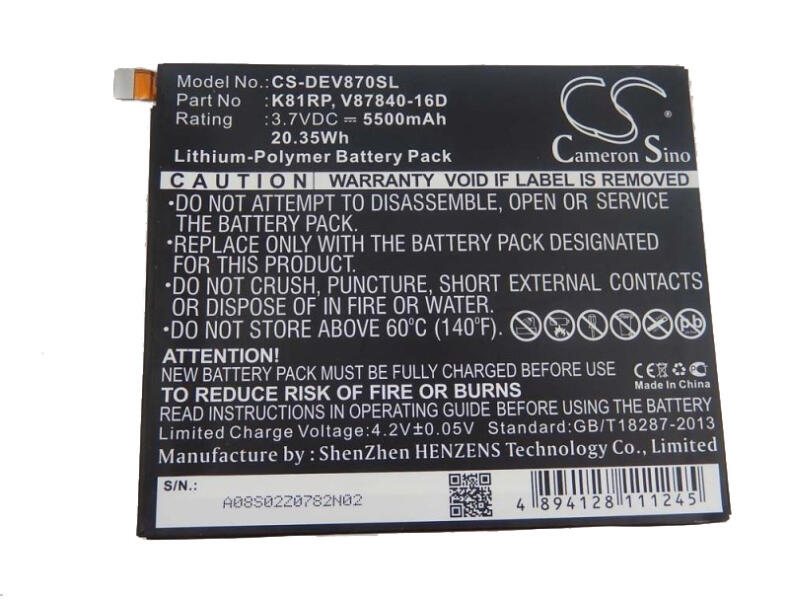 Model No: CS-DEV870SL
Part No : K81RP, V87840-16D
Rating : 3.7VDC ⎓ 5500mAh
20.35Wh
Lithium-Polymer Battery Pack
CS
Cameron Sino
CAUTION WARRANTY VOID IF LABEL IS REMOVED
•DO NOT ATTEMPT TO DISASSEMBLE, OPEN OR SERVICE
THE BATTERY PACK.
•REPLACE ONLY WITH THE BATTERY PACK DESIGNATED
FOR THIS PRODUCT.
•DO NOT CRUSH, PUNCTURE, SHORT EXTERNAL CONTACTS
OR DISPOSE OF IN FIRE OR WATER.
•DO NOT STORE ABOVE 60°C (140°F).
Pb
ATTENTION!
NEW BATTERY PACK MUST BE FULLY CHARGED BEFORE USE
TO REDUCE RISK OF FIRE OR BURNS
CE
Made In China
READ INSTRUCTIONS IN OPERATING GUIDE BEFORE USING BATTERY
Limited Charge Voltage:4.2V±0.05V Standard:GB/T18287-2013
Manufacture by : ShenZhen HENZENS Technology Co., Limited
S/N.:
A08S02Z0782N02
4 894128 111245